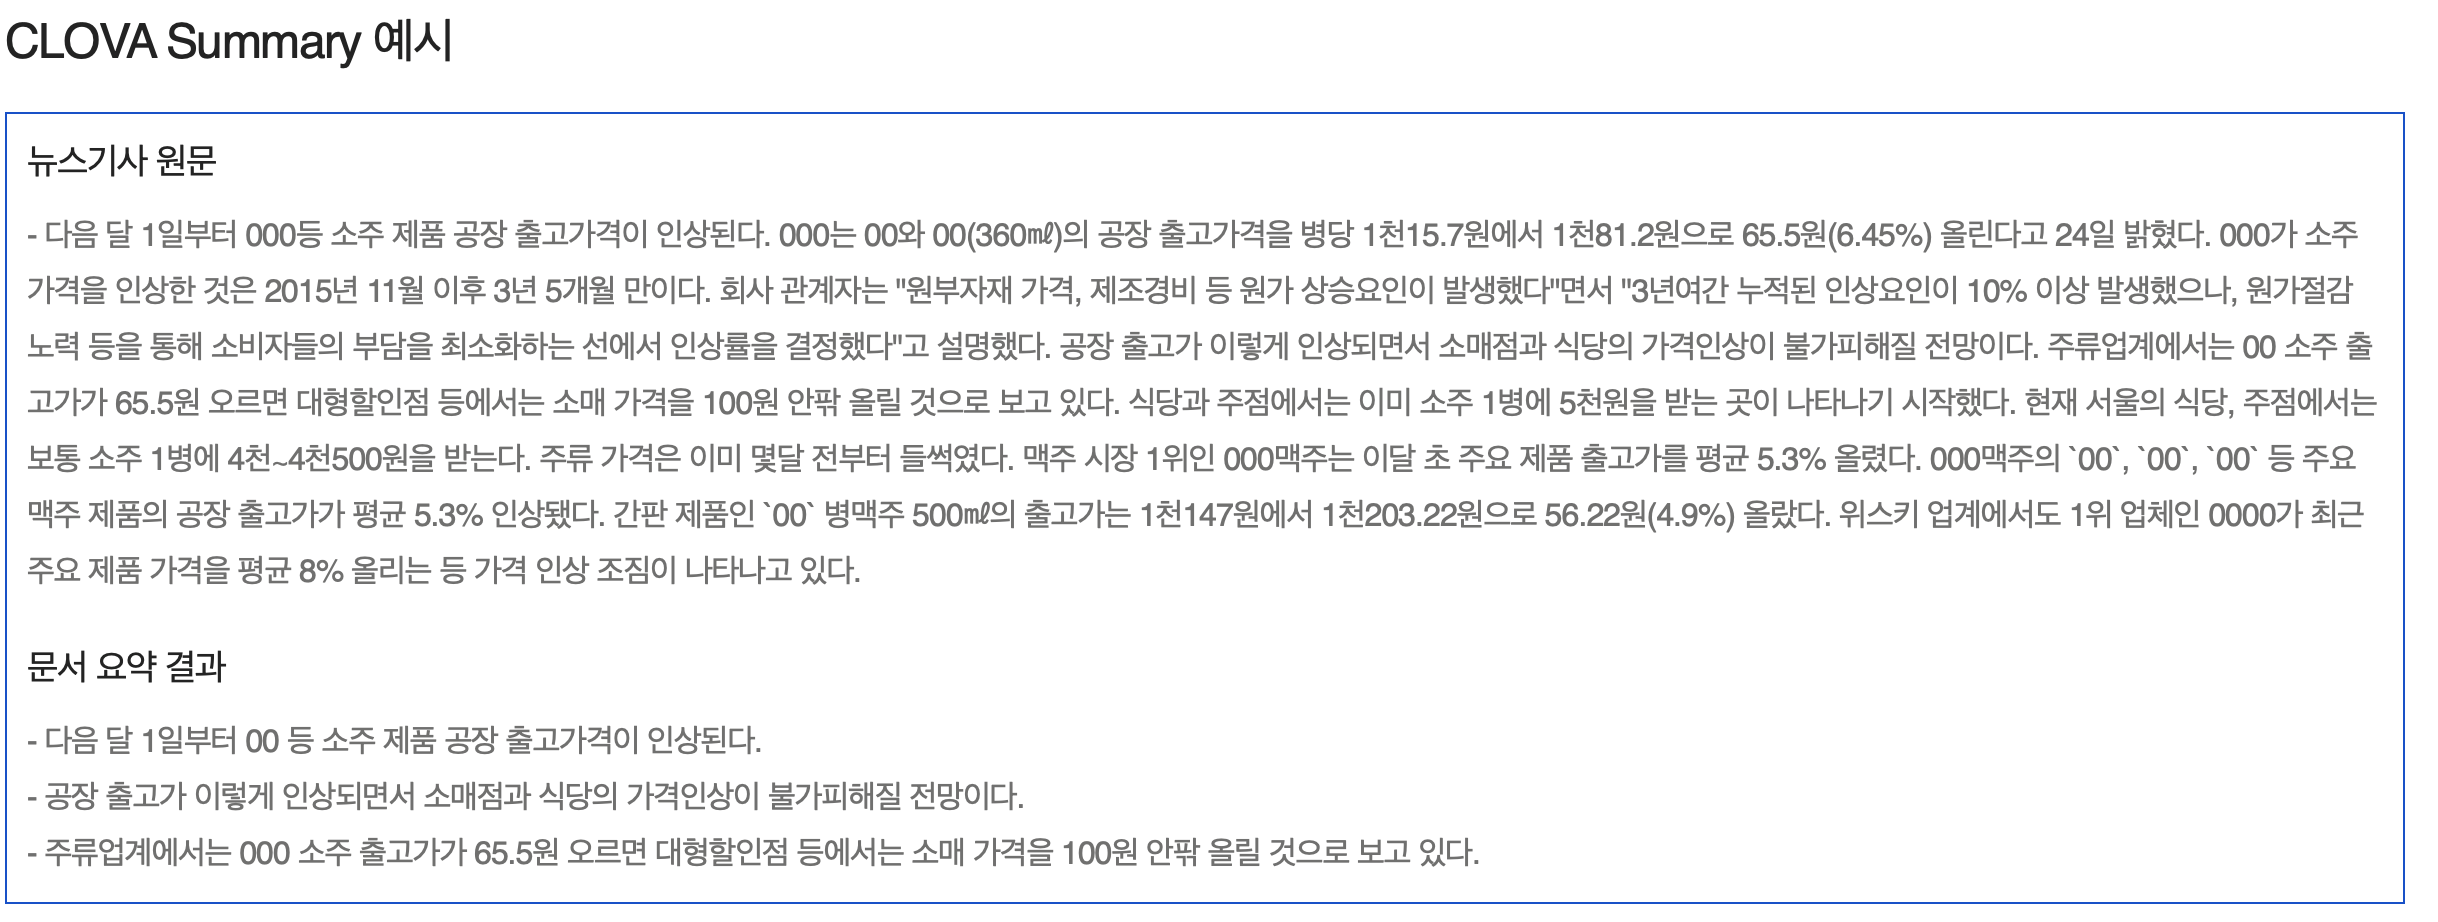 CLOVA Summary 예시
뉴스기사 원문
- 다음 달 1일부터 000등 소주 제품 공장 출고가격이 인상된다. 000는 00와 00(360㎖)의 공장 출고가격을 병당 1천15.7원에서 1천81.2원으로 65.5원(6.45%) 올린다고 24일 밝혔다. 000가 소주
가격을 인상한 것은 2015년 11월 이후 3년 5개월 만이다. 회사 관계자는 "원부자재 가격, 제조경비 등 원가 상승요인이 발생했다"면서 "3년여간 누적된 인상요인이 10% 이상 발생했으나, 원가절감
노력 등을 통해 소비자들의 부담을 최소화하는 선에서 인상률을 결정했다"고 설명했다. 공장 출고가 이렇게 인상되면서 소매점과 식당의 가격인상이 불가피해질 전망이다. 주류업계에서는 00 소주 출
고가가 65.5원 오르면 대형할인점 등에서는 소매 가격을 100원 안팎 올릴 것으로 보고 있다. 식당과 주점에서는 이미 소주 1병에 5천원을 받는 곳이 나타나기 시작했다. 현재 서울의 식당, 주점에서는
보통 소주 1병에 4천~4천500원을 받는다. 주류 가격은 이미 몇달 전부터 들썩였다. 맥주 시장 1위인 000맥주는 이달 초 주요 제품 출고가를 평균 5.3% 올렸다. 000맥주의 `00`, `00`, `00` 등 주요
맥주 제품의 공장 출고가가 평균 5.3% 인상됐다. 간판 제품인 `00` 병맥주 500㎖의 출고가는 1천147원에서 1천203.22원으로 56.22원(4.9%) 올랐다. 위스키 업계에서도 1위 업체인 0000가 최근
주요 제품 가격을 평균 8% 올리는 등 가격 인상 조짐이 나타나고 있다.
문서 요약 결과
- 다음 달 1일부터 00 등 소주 제품 공장 출고가격이 인상된다.
- 공장 출고가 이렇게 인상되면서 소매점과 식당의 가격인상이 불가피해질 전망이다.
- 주류업계에서는 000 소주 출고가가 65.5원 오르면 대형할인점 등에서는 소매 가격을 100원 안팎 올릴 것으로 보고 있다.